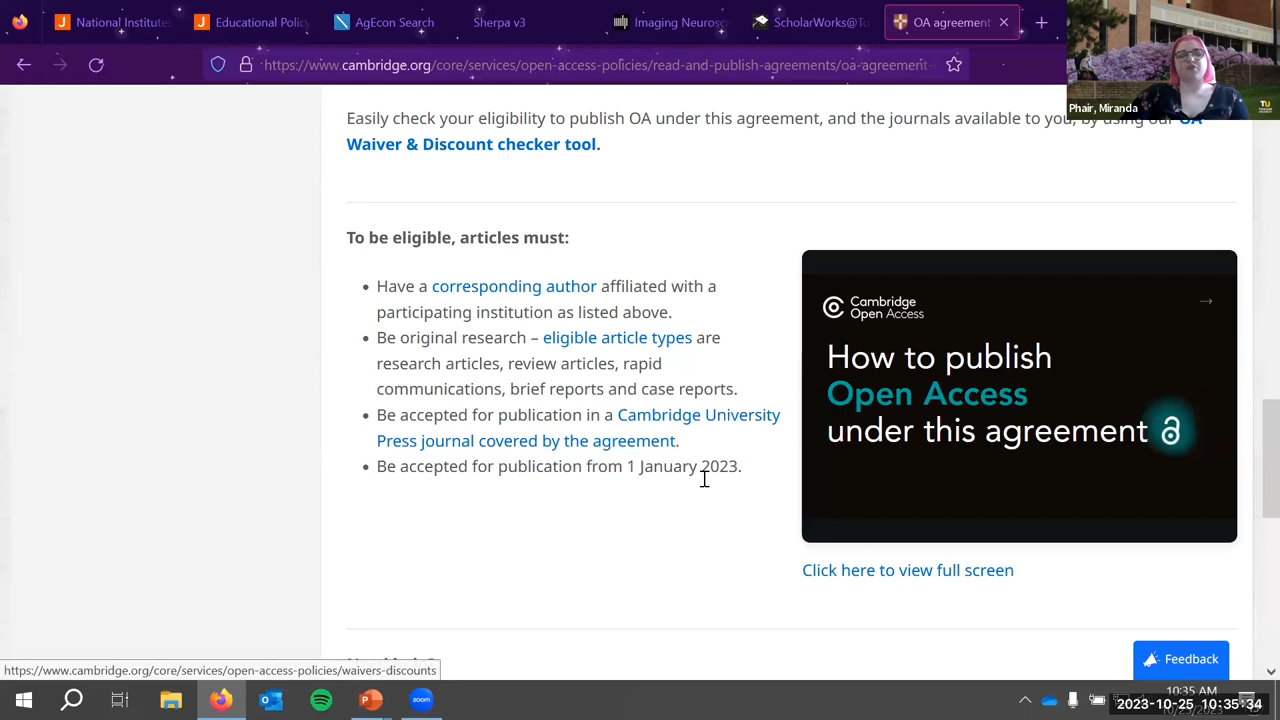 National Institutes
Educational Policy
AgEcon Search
Sherpa v3
Imaging Neurosci
ScholarWorks@To
OA agreement
https://www.cambridge.org/core/services/open-access-policies/read-and-publish-agreements/oa-agreement-
Phair, Miranda
TU
Easily check your eligibility to publish OA under this agreement, and the journals available to you, by using our OA
Waiver & Discount checker tool.
To be eligible, articles must:
Have a corresponding author affiliated with a
participating institution as listed above.
Be original research – eligible article types are
research articles, review articles, rapid
communications, brief reports and case reports.
Be accepted for publication in a Cambridge University
Press journal covered by the agreement.
Be accepted for publication from 1 January 2023.
Cambridge
Open Access
How to publish
Open Access
under this agreement
Click here to view full screen
Feedback
https://www.cambridge.org/core/services/open-access-policies/waivers-discounts
zoom
10:35 AM
2023-10-25 10:35:34